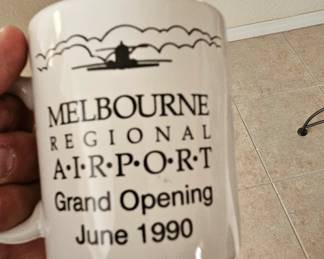 MELBOURNE
REGIONAL
A•I•R•P•O•R•T
Grand Opening
June 1990